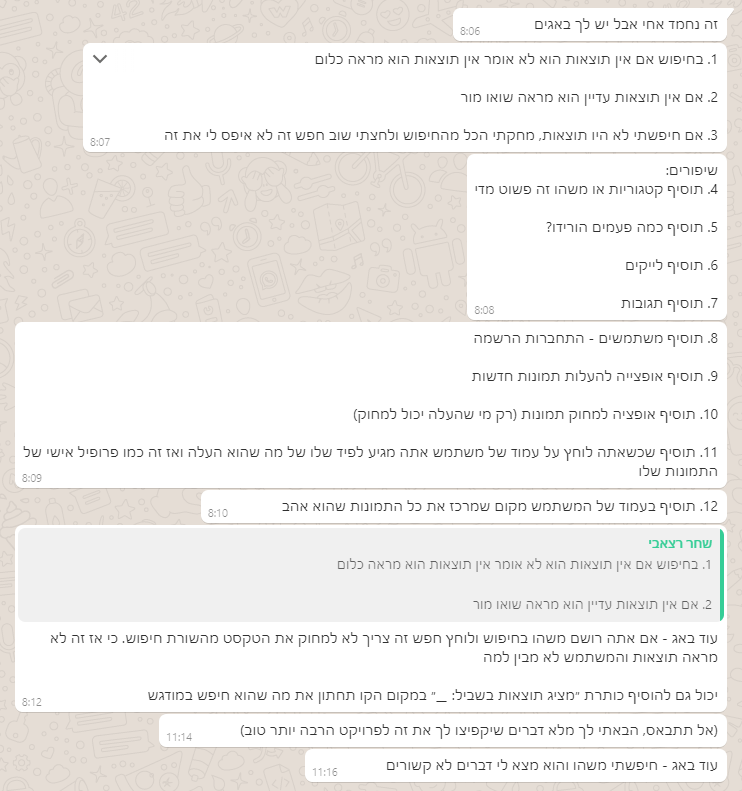 זה נחמד אחי אבל יש לך באגים
8:06
1. בחיפוש אם אין תוצאות הוא לא אומר אין תוצאות הוא מראה כלום
2. אם אין תוצאות עדיין הוא מראה שואו מור
3. אם חיפשתי לא היו תוצאות, מחקתי הכל מהחיפוש ולחצתי שוב חפש זה לא איפס לי את זה
8:07
שיפורים:
4. תוסיף קטגוריות או משהו זה פשוט מדי
5. תוסיף כמה פעמים הורידו?
6. תוסיף לייקים
7. תוסיף תגובות
8:08
8. תוסיף משתמשים - התחברות הרשמה
9. תוסיף אופצייה להעלות תמונות חדשות
10. תוסיף אופציה למחוק תמונות (רק מי שהעלה יכול למחוק)
11. תוסיף שכשאתה לוחץ על עמוד של משתמש אתה מגיע לפיד שלו של מה שהוא העלה ואז זה כמו פרופיל אישי של
התמונות שלו
8:09
12. תוסיף בעמוד של המשתמש מקום שמרכז את כל התמונות שהוא אהב
8:10
שחר רצאבי
1. בחיפוש אם אין תוצאות הוא לא אומר אין תוצאות הוא מראה כלום
2. אם אין תוצאות עדיין הוא מראה שואו מור
עוד באג - אם אתה רושם משהו בחיפוש ולוחץ חפש זה צריך לא למחוק את הטקסט מהשורת חיפוש. כי אז זה לא
מראה תוצאות והמשתמש לא מבין למה
יכול גם להוסיף כותרת ״מציג תוצאות בשביל: __״ במקום הקו תחתון את מה שהוא חיפש במודגש
8:12
(אל תתבאס, הבאתי לך מלא דברים שיקפיצו לך את זה לפרויקט הרבה יותר טוב)
11:14
עוד באג - חיפשתי משהו והוא מצא לי דברים לא קשורים
11:16